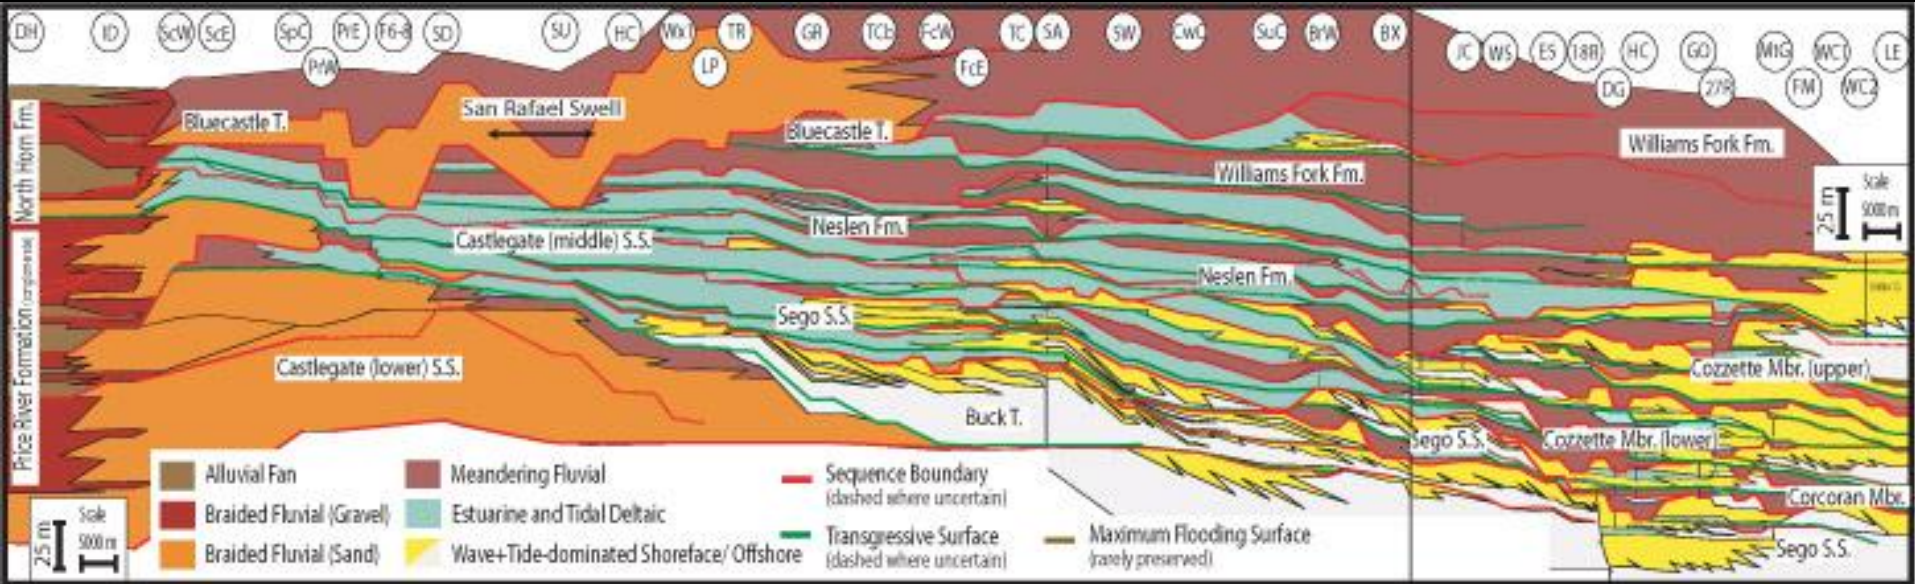 DH ID ScW ScE SpC PrW PrE F6-8 SD SU HC Wx1 LP TR GR TCb FcW FcE TC SA SW CwC SuC BrW BX JC WS ES 18R DG HC GO 27R MtG FM WC1 WC2 LE
North Horn Fm.
Price River Formation
Bluecastle T.
San Rafael Swell
Bluecastle T.
Williams Fork Fm.
Williams Fork Fm.
Castlegate (middle) S.S.
Neslen Fm.
Neslen Fm.
Sego S.S.
Castlegate (lower) S.S.
Buck T.
Sego S.S.
Cozzette Mbr. (upper)
Cozzette Mbr. (lower)
Corcoran Mbr.
Sego S.S.
Scale
25 m
5000 m
Alluvial Fan
Braided Fluvial (Gravel)
Braided Fluvial (Sand)
Meandering Fluvial
Estuarine and Tidal Deltaic
Wave+Tide-dominated Shoreface/ Offshore
Sequence Boundary
(dashed where uncertain)
Transgressive Surface
(dashed where uncertain)
Maximum Flooding Surface
(rarely preserved)
Scale
25 m
5000 m